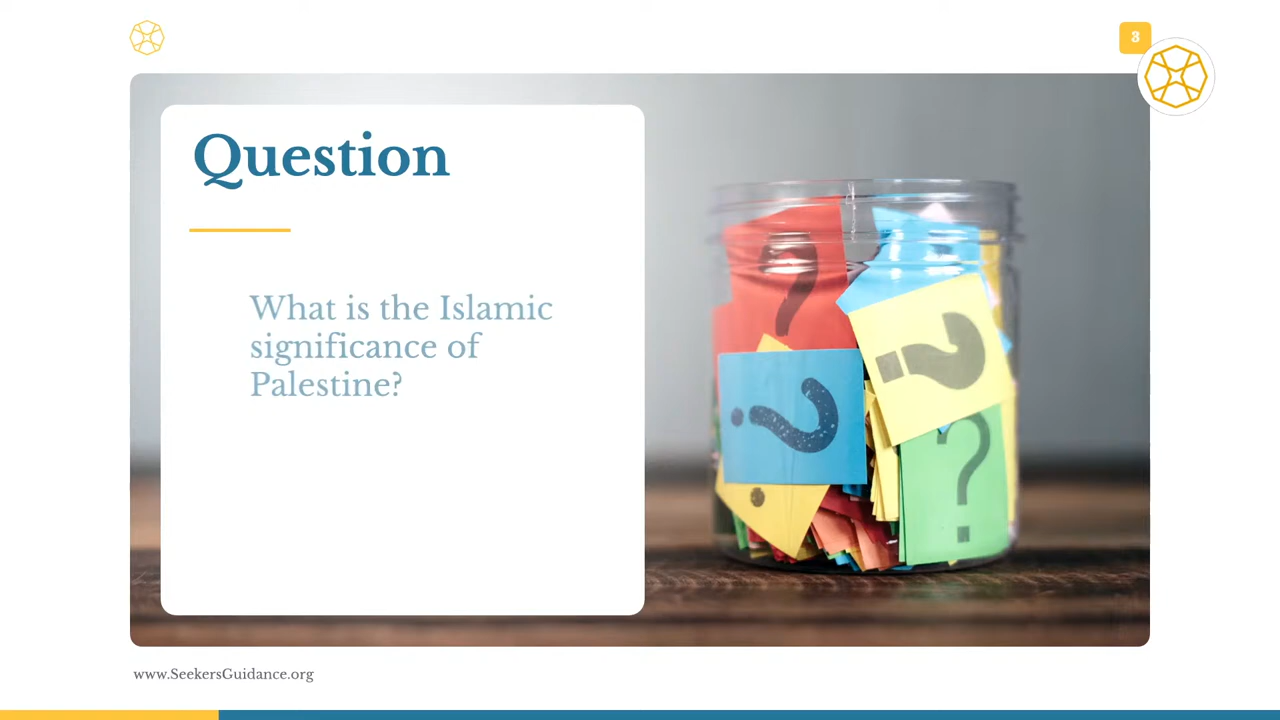 3
Question
What is the Islamic
significance of
Palestine?
?
?
?
?
www.SeekersGuidance.org